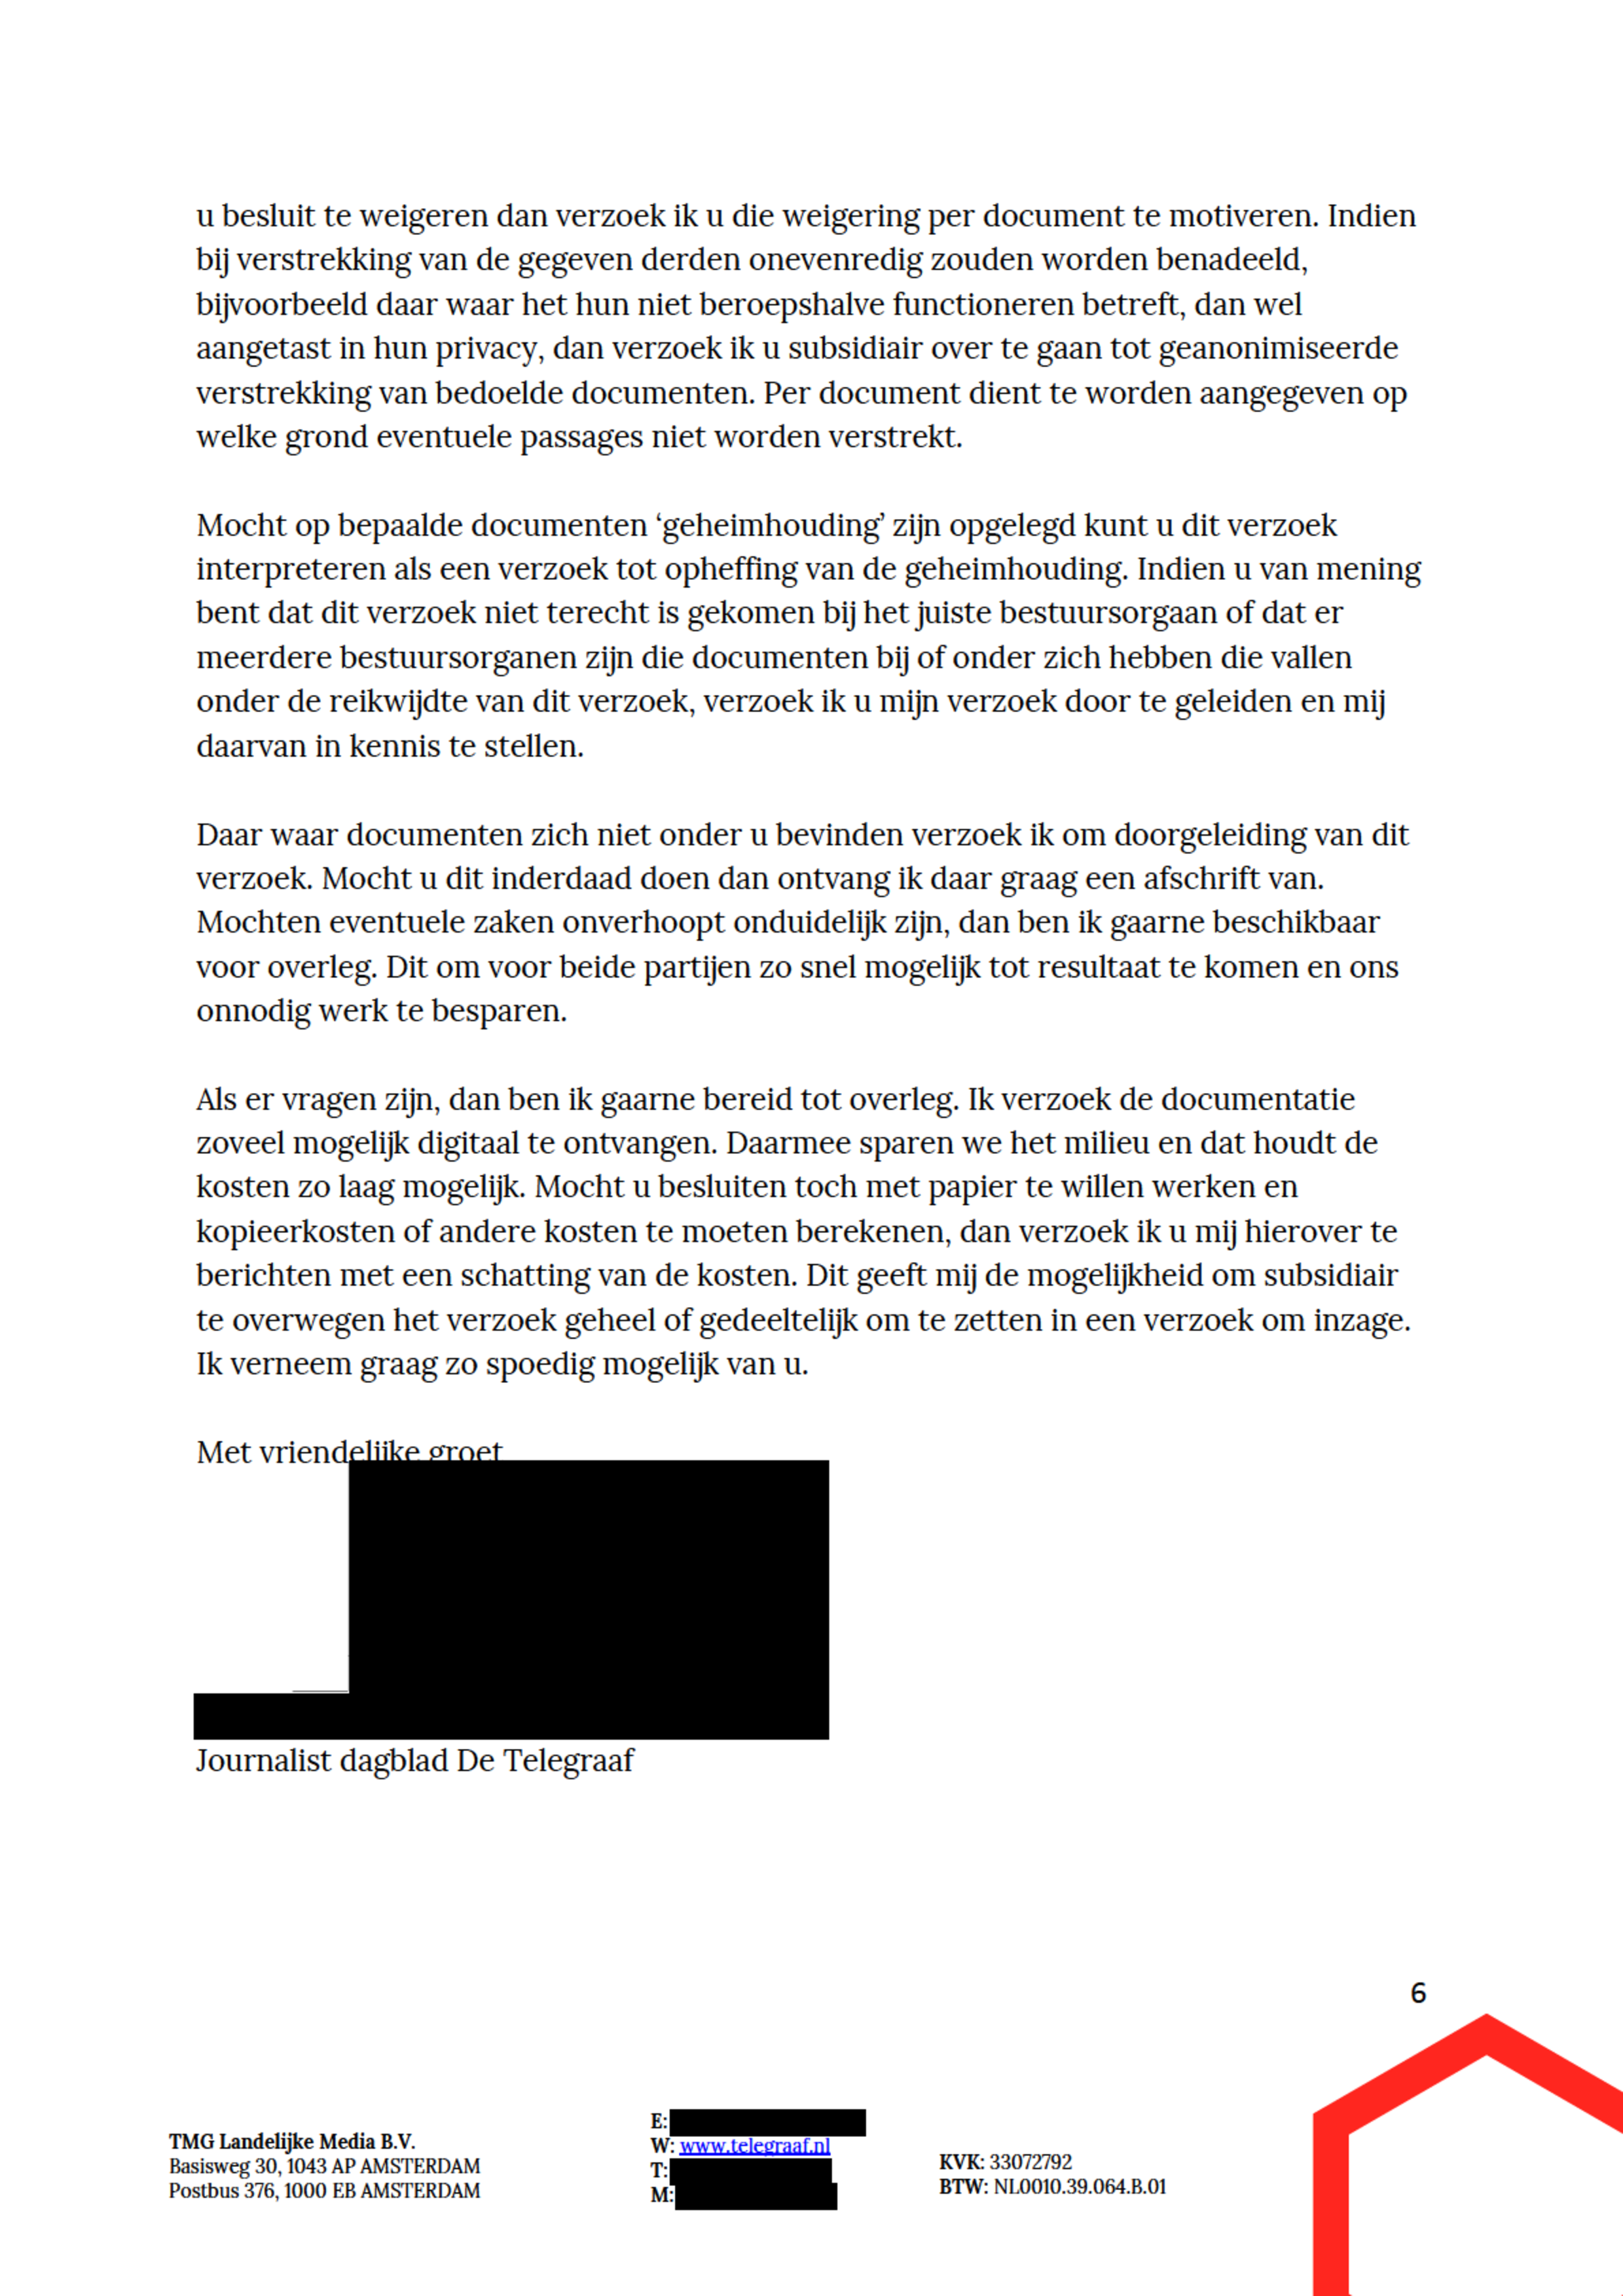 u besluit te weigeren dan verzoek ik u die weigering per document te motiveren. Indien
bij verstrekking van de gegeven derden onevenredig zouden worden benadeeld,
bijvoorbeeld daar waar het hun niet beroepshalve functioneren betreft, dan wel
aangetast in hun privacy, dan verzoek ik u subsidiair over te gaan tot geanonimiseerde
verstrekking van bedoelde documenten. Per document dient te worden aangegeven op
welke grond eventuele passages niet worden verstrekt.
Mocht op bepaalde documenten ‘geheimhouding’ zijn opgelegd kunt u dit verzoek
interpreteren als een verzoek tot opheffing van de geheimhouding. Indien u van mening
bent dat dit verzoek niet terecht is gekomen bij het juiste bestuursorgaan of dat er
meerdere bestuursorganen zijn die documenten bij of onder zich hebben die vallen
onder de reikwijdte van dit verzoek, verzoek ik u mijn verzoek door te geleiden en mij
daarvan in kennis te stellen.
Daar waar documenten zich niet onder u bevinden verzoek ik om doorgeleiding van dit
verzoek. Mocht u dit inderdaad doen dan ontvang ik daar graag een afschrift van.
Mochten eventuele zaken onverhoopt onduidelijk zijn, dan ben ik gaarne beschikbaar
voor overleg. Dit om voor beide partijen zo snel mogelijk tot resultaat te komen en ons
onnodig werk te besparen.
Als er vragen zijn, dan ben ik gaarne bereid tot overleg. Ik verzoek de documentatie
zoveel mogelijk digitaal te ontvangen. Daarmee sparen we het milieu en dat houdt de
kosten zo laag mogelijk. Mocht u besluiten toch met papier te willen werken en
kopieerkosten of andere kosten te moeten berekenen, dan verzoek ik u mij hierover te
berichten met een schatting van de kosten. Dit geeft mij de mogelijkheid om subsidiair
te overwegen het verzoek geheel of gedeeltelijk om te zetten in een verzoek om inzage.
Ik verneem graag zo spoedig mogelijk van u.
Met vriendelijke groet
Journalist dagblad De Telegraaf
6
TMG Landelijke Media B.V.
Basisweg 30, 1043 AP AMSTERDAM
Postbus 376, 1000 EB AMSTERDAM
E:
W: www.telegraaf.nl
T:
M:
KVK: 33072792
BTW: NL0010.39.064.B.01